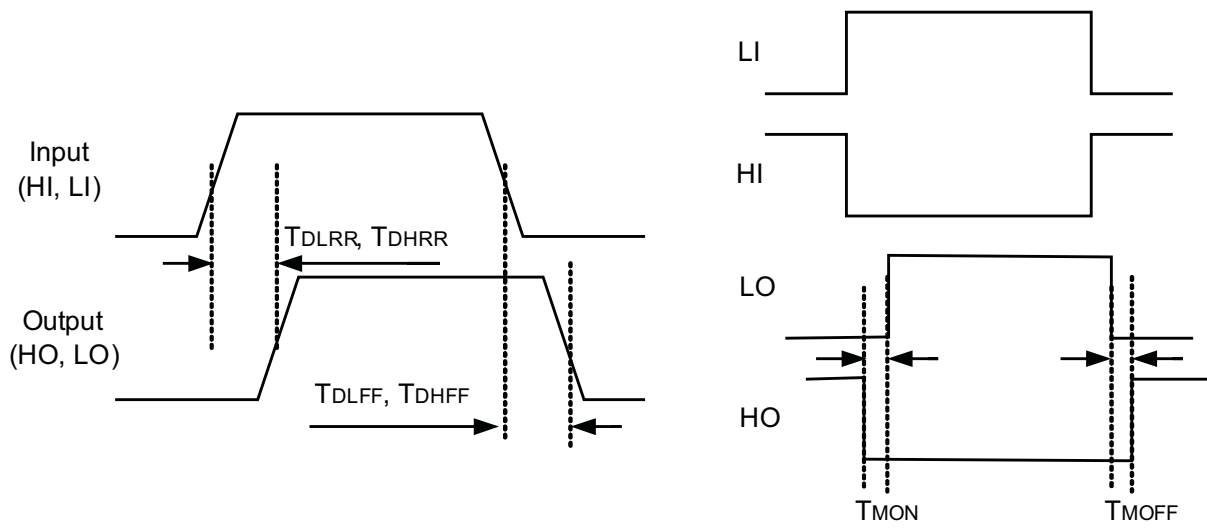 Input
(HI, LI)
TDLRR, TDHRR
Output
(HO, LO)
TDLFF, TDHFF
LI
HI
LO
HO
TMON
TMOFF